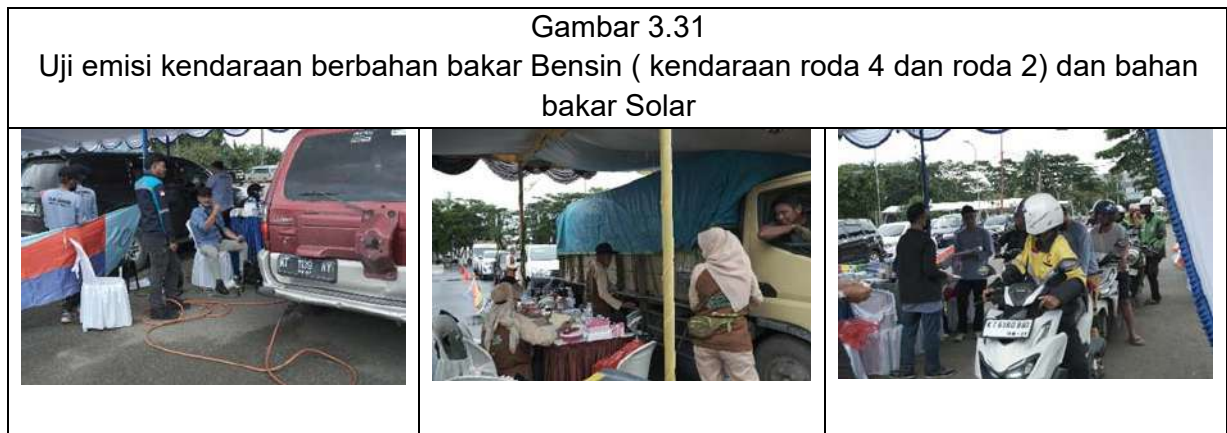 Gambar 3.31
Uji emisi kendaraan berbahan bakar Bensin ( kendaraan roda 4 dan roda 2) dan bahan
bakar Solar